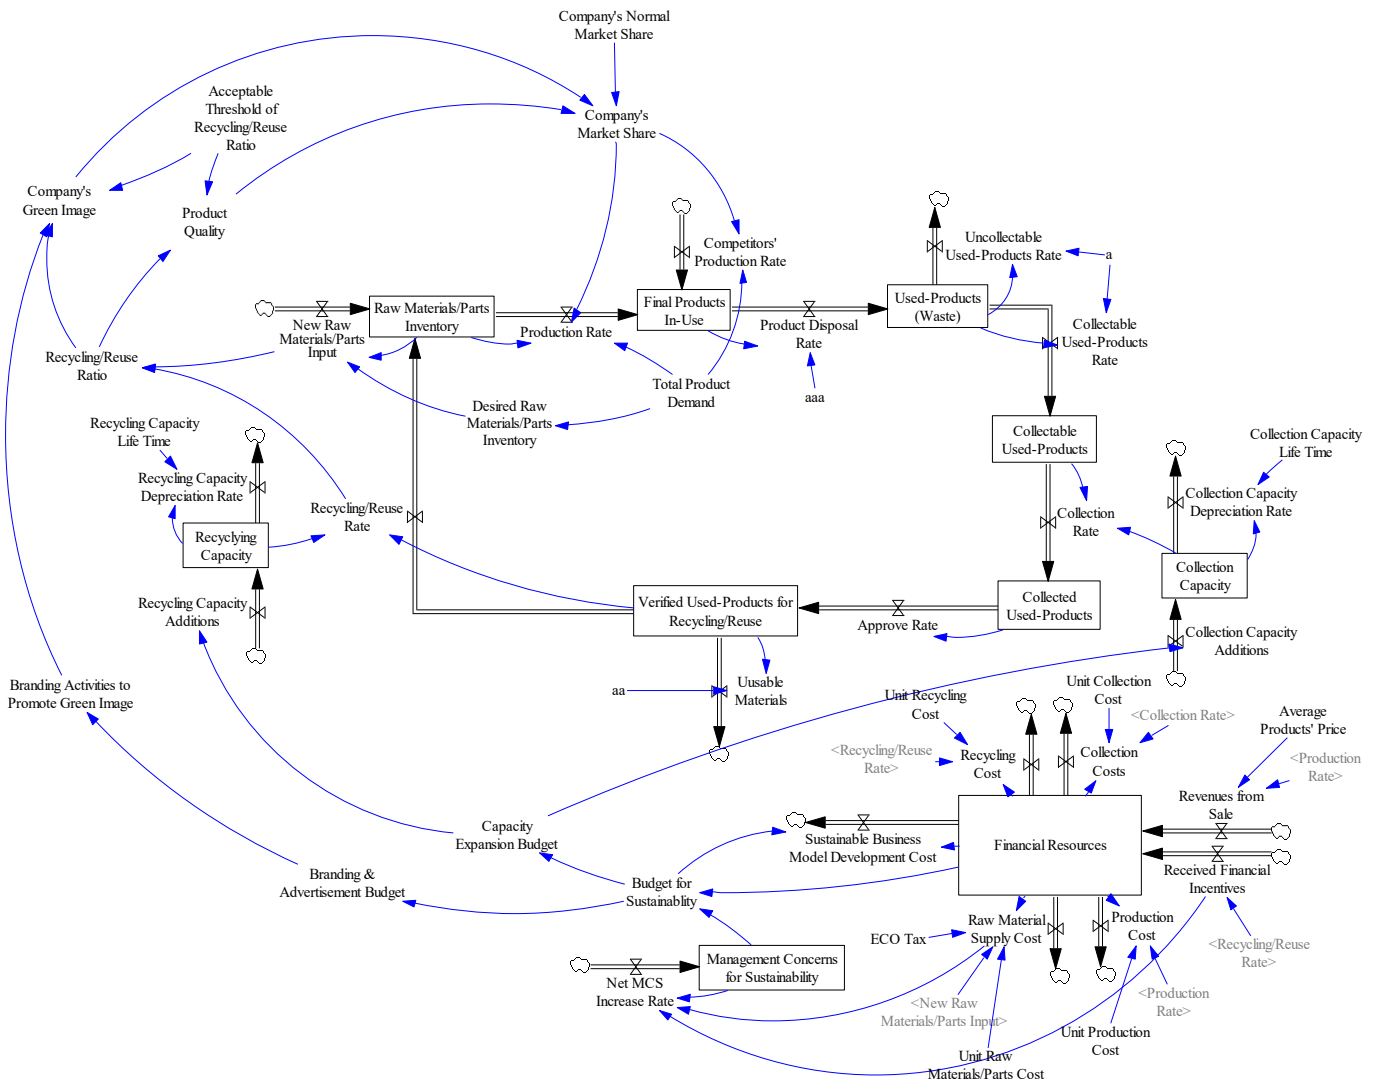 Company's Normal
Market Share
Acceptable
Threshold of
Recycling/Reuse
Ratio
Company's
Market Share
Company's
Green Image
Product
Quality
Competitors'
Production Rate
Uncollectable
Used-Products Rate
a
Raw Materials/Parts
Inventory
Final Products
In-Use
Used-Products
(Waste)
New Raw
Materials/Parts
Input
Production Rate
Product Disposal
Rate
Collectable
Used-Products
Rate
Recycling/Reuse
Ratio
Total Product
Demand
aaa
Desired Raw
Materials/Parts
Inventory
Recycling Capacity
Life Time
Collectable
Used-Products
Collection Capacity
Life Time
Recycling Capacity
Depreciation Rate
Collection Capacity
Depreciation Rate
Recycling/Reuse
Rate
Collection
Rate
Recyclying
Capacity
Collection
Capacity
Recycling Capacity
Additions
Verified Used-Products for
Recycling/Reuse
Approve Rate
Collected
Used-Products
Collection Capacity
Additions
Branding Activities to
Promote Green Image
aa
Uusable
Materials
Unit Recycling
Cost
Unit Collection
Cost
<Collection Rate>
Average
Products' Price
<Recycling/Reuse
Rate>
Recycling
Cost
Collection
Costs
<Production
Rate>
Revenues from
Sale
Capacity
Expansion Budget
Sustainable Business
Model Development Cost
Financial Resources
Received Financial
Incentives
Branding &
Advertisement Budget
Budget for
Sustainablity
ECO Tax
Raw Material
Supply Cost
Production
Cost
<Recycling/Reuse
Rate>
Management Concerns
for Sustainability
Net MCS
Increase Rate
<New Raw
Materials/Parts Input>
<Production
Rate>
Unit Production
Cost
Unit Raw
Materials/Parts Cost